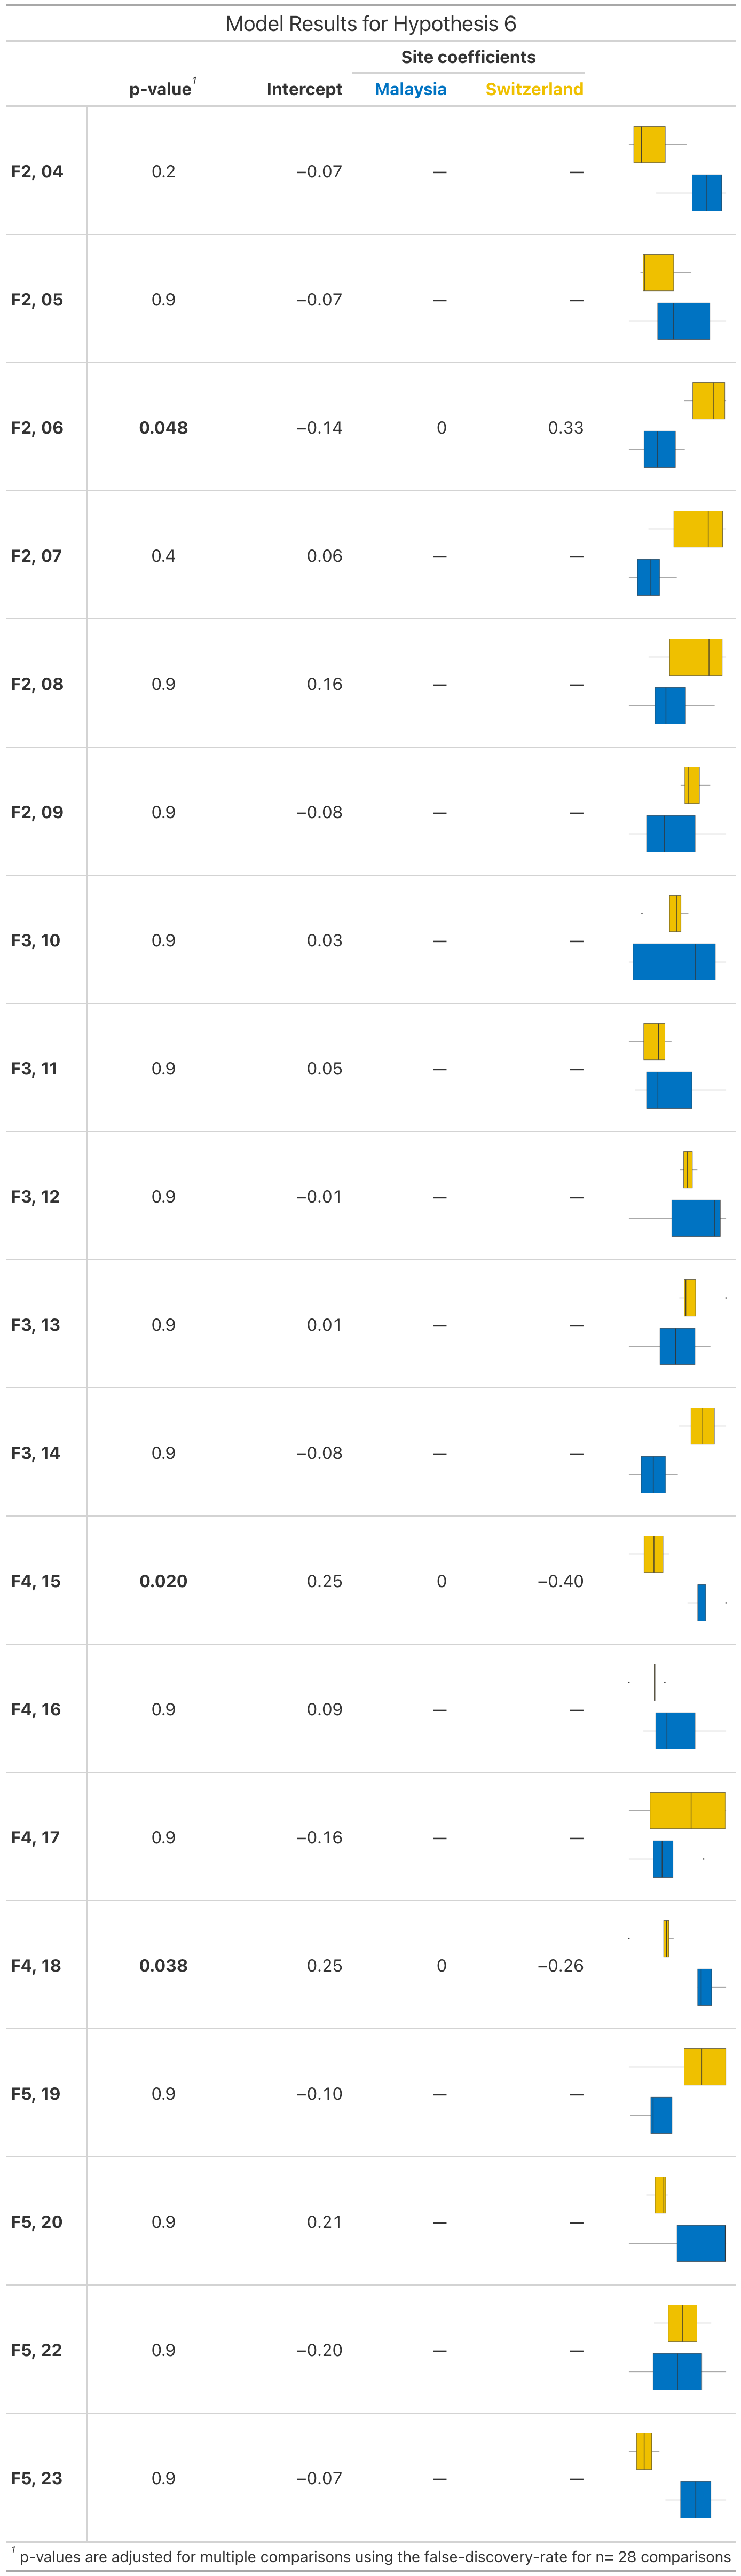 Model Results for Hypothesis 6
Site coefficients
p-value¹ Intercept Malaysia Switzerland
F2, 04 0.2 −0.07 — —
F2, 05 0.9 −0.07 — —
F2, 06 0.048 −0.14 0 0.33
F2, 07 0.4 0.06 — —
F2, 08 0.9 0.16 — —
F2, 09 0.9 −0.08 — —
F3, 10 0.9 0.03 — —
F3, 11 0.9 0.05 — —
F3, 12 0.9 −0.01 — —
F3, 13 0.9 0.01 — —
F3, 14 0.9 −0.08 — —
F4, 15 0.020 0.25 0 −0.40
F4, 16 0.9 0.09 — —
F4, 17 0.9 −0.16 — —
F4, 18 0.038 0.25 0 −0.26
F5, 19 0.9 −0.10 — —
F5, 20 0.9 0.21 — —
F5, 22 0.9 −0.20 — —
F5, 23 0.9 −0.07 — —
¹ p-values are adjusted for multiple comparisons using the false-discovery-rate for n= 28 comparisons